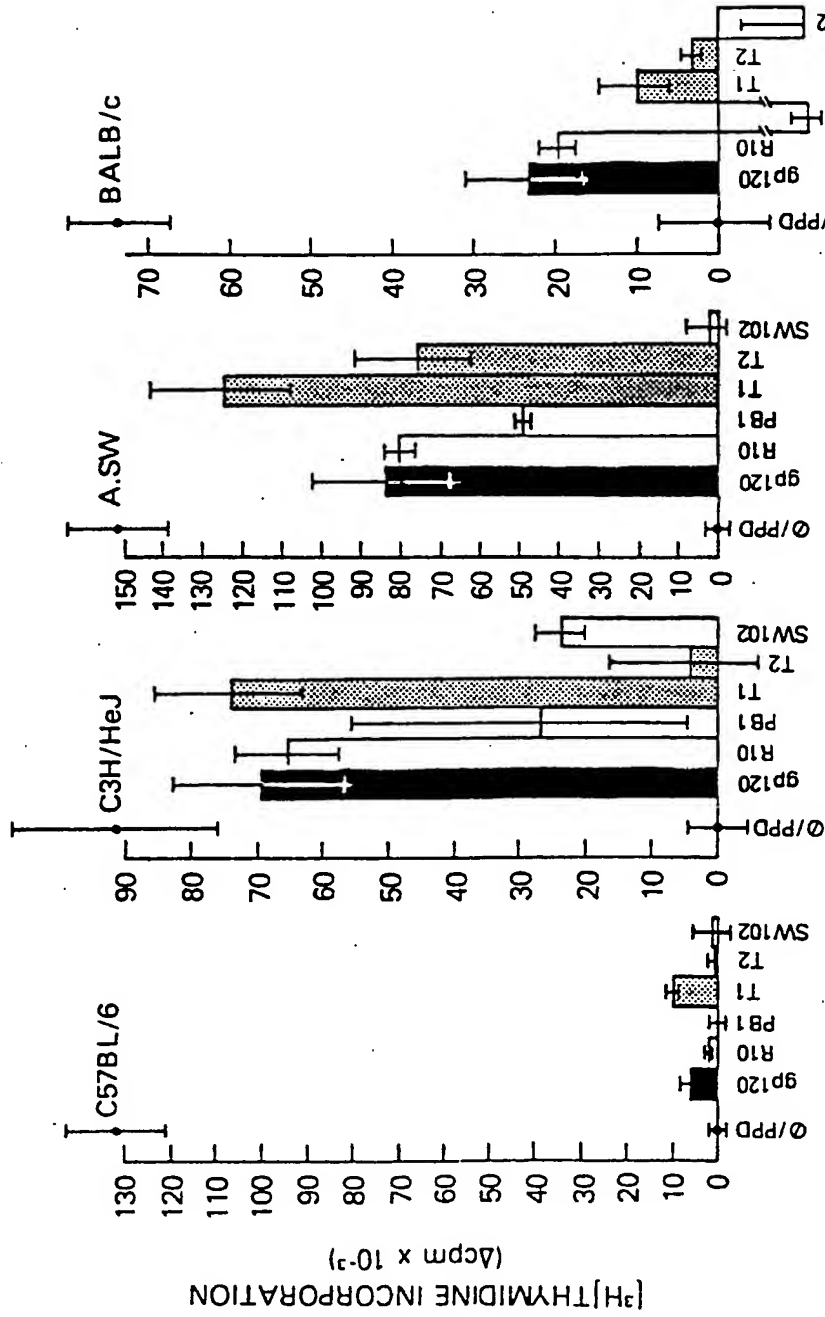 [³H]THYMIDINE INCORPORATION
(Δcpm x 10⁻³)
C57BL/6
130
120
110
100
90
80
70
60
50
40
30
20
10
0
Ø/PPD
gp120
R10
PB1
T1
T2
SW102
C3H/HeJ
90
80
70
60
50
40
30
20
10
0
Ø/PPD
gp120
R10
PB1
T1
T2
SW102
A.SW
150
140
130
120
110
100
90
80
70
60
50
40
30
20
10
0
Ø/PPD
gp120
R10
PB1
T1
T2
SW102
BALB/c
70
60
50
40
30
20
10
0
/PPD
gp120
R10
T1
T2
2